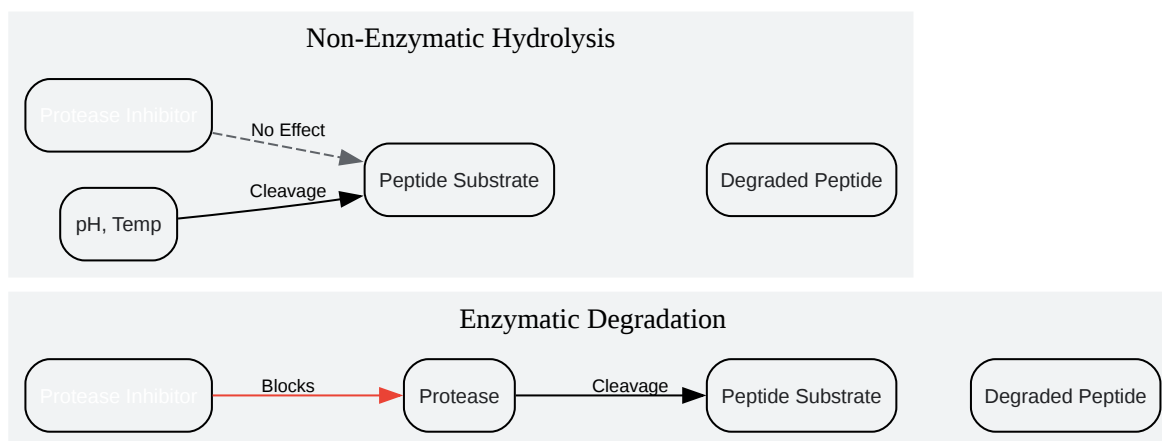 Non-Enzymatic Hydrolysis
Protease Inhibitor
No Effect
Peptide Substrate
Degraded Peptide
Cleavage
pH, Temp
Enzymatic Degradation
Protease Inhibitor
Blocks
Protease
Cleavage
Peptide Substrate
Degraded Peptide